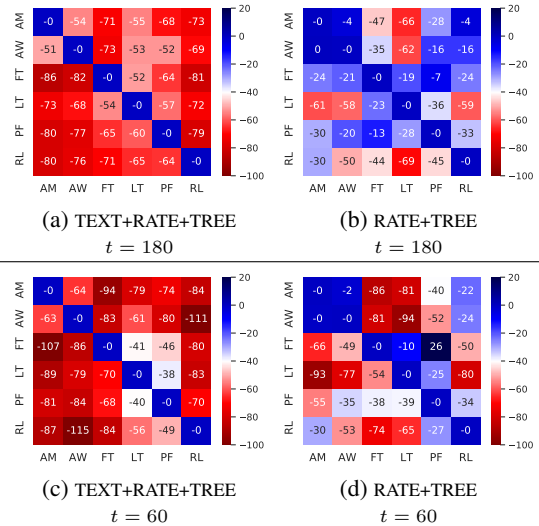 AM -0 -54 -71 -55 -68 -73
AW -51 -0 -73 -53 -52 -69
FT -86 -82 -0 -52 -64 -81
LT -73 -68 -54 -0 -57 -72
PF -80 -77 -65 -60 -0 -79
RL -80 -76 -71 -65 -64 -0
AM AW FT LT PF RL
20
0
−20
−40
−60
−80
−100
(a) TEXT+RATE+TREE
t = 180
AM -0 -4 -47 -66 -28 -4
AW 0 -0 -35 -62 -16 -16
FT -24 -21 -0 -19 -7 -24
LT -61 -58 -23 -0 -36 -59
PF -30 -20 -13 -28 -0 -33
RL -30 -50 -44 -69 -45 -0
AM AW FT LT PF RL
20
0
−20
−40
−60
−80
−100
(b) RATE+TREE
t = 180
AM -0 -64 -94 -79 -74 -84
AW -63 -0 -83 -61 -80 -111
FT -107 -86 -0 -41 -46 -80
LT -89 -79 -70 -0 -38 -83
PF -81 -84 -68 -40 -0 -70
RL -87 -115 -84 -56 -49 -0
AM AW FT LT PF RL
20
0
−20
−40
−60
−80
−100
(c) TEXT+RATE+TREE
t = 60
AM -0 -2 -86 -81 -40 -22
AW -0 -0 -81 -94 -52 -24
FT -66 -49 -0 -10 26 -50
LT -93 -77 -54 -0 -25 -80
PF -55 -35 -38 -39 -0 -34
RL -30 -53 -74 -65 -27 -0
AM AW FT LT PF RL
20
0
−20
−40
−60
−80
−100
(d) RATE+TREE
t = 60